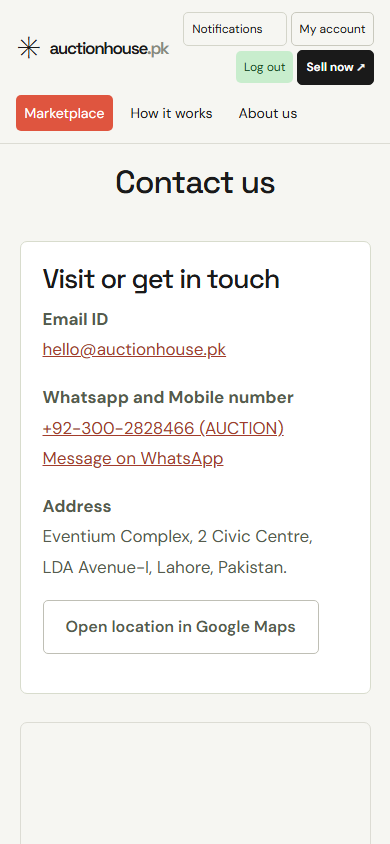 auctionhouse.pk
Notifications
My account
Log out
Sell now ↗
Marketplace
How it works
About us
Contact us
Visit or get in touch
Email ID
hello@auctionhouse.pk
Whatsapp and Mobile number
+92-300-2828466 (AUCTION)
Message on WhatsApp
Address
Eventium Complex, 2 Civic Centre,
LDA Avenue-I, Lahore, Pakistan.
Open location in Google Maps